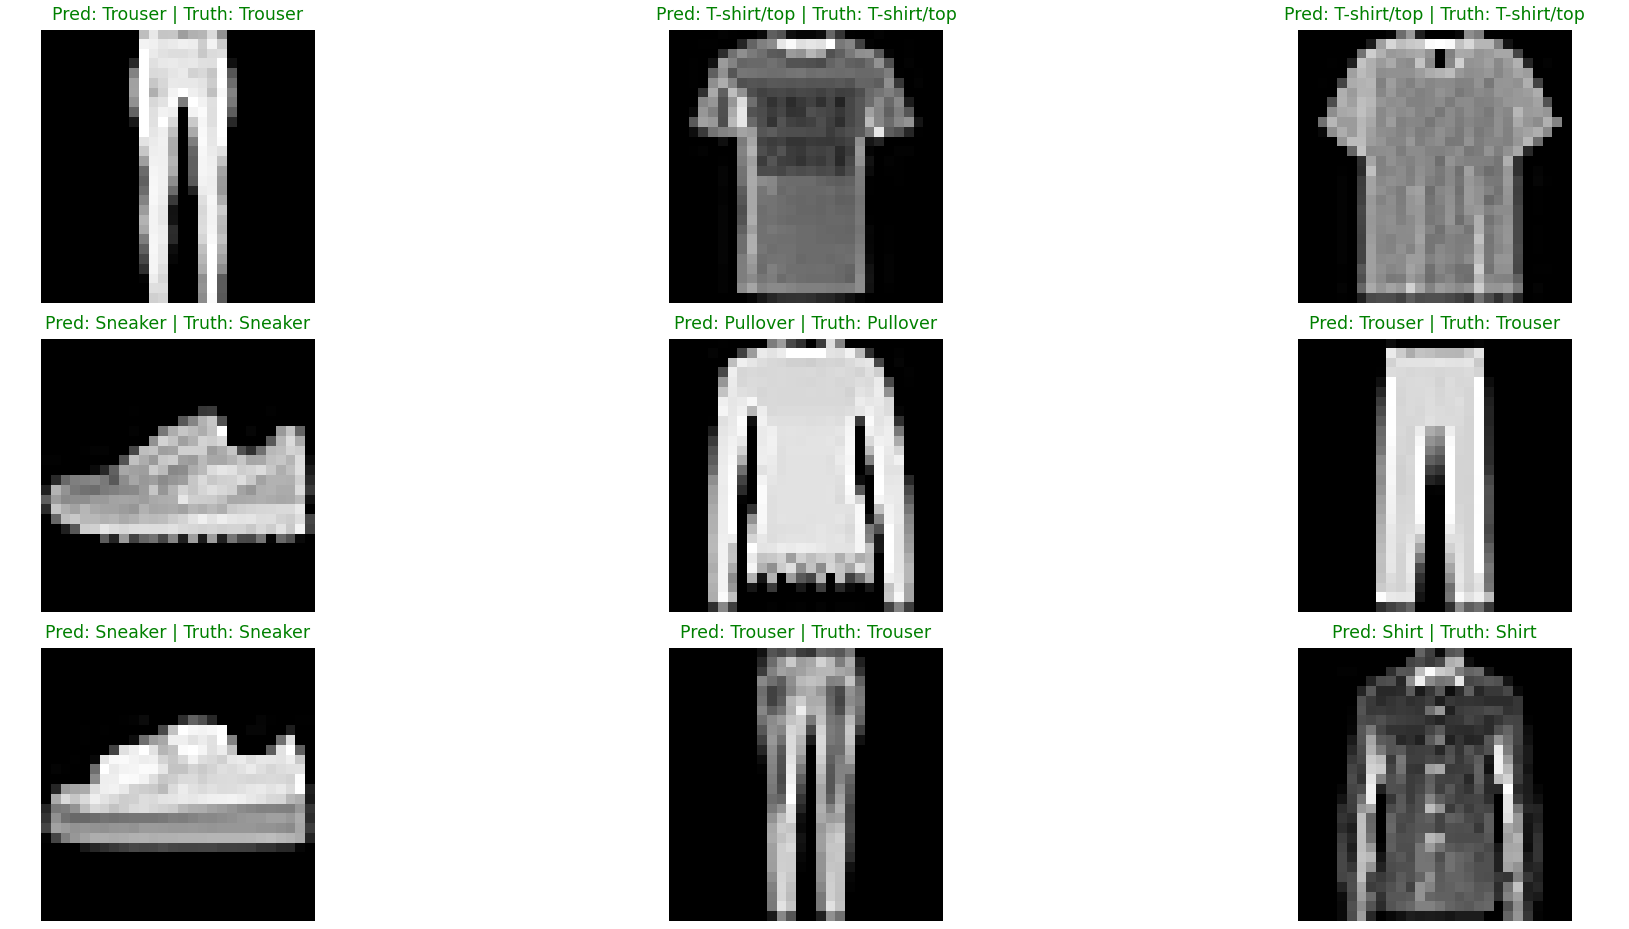 Pred: Trouser | Truth: Trouser
Pred: T-shirt/top | Truth: T-shirt/top
Pred: T-shirt/top | Truth: T-shirt/top
Pred: Sneaker | Truth: Sneaker
Pred: Pullover | Truth: Pullover
Pred: Trouser | Truth: Trouser
Pred: Sneaker | Truth: Sneaker
Pred: Trouser | Truth: Trouser
Pred: Shirt | Truth: Shirt